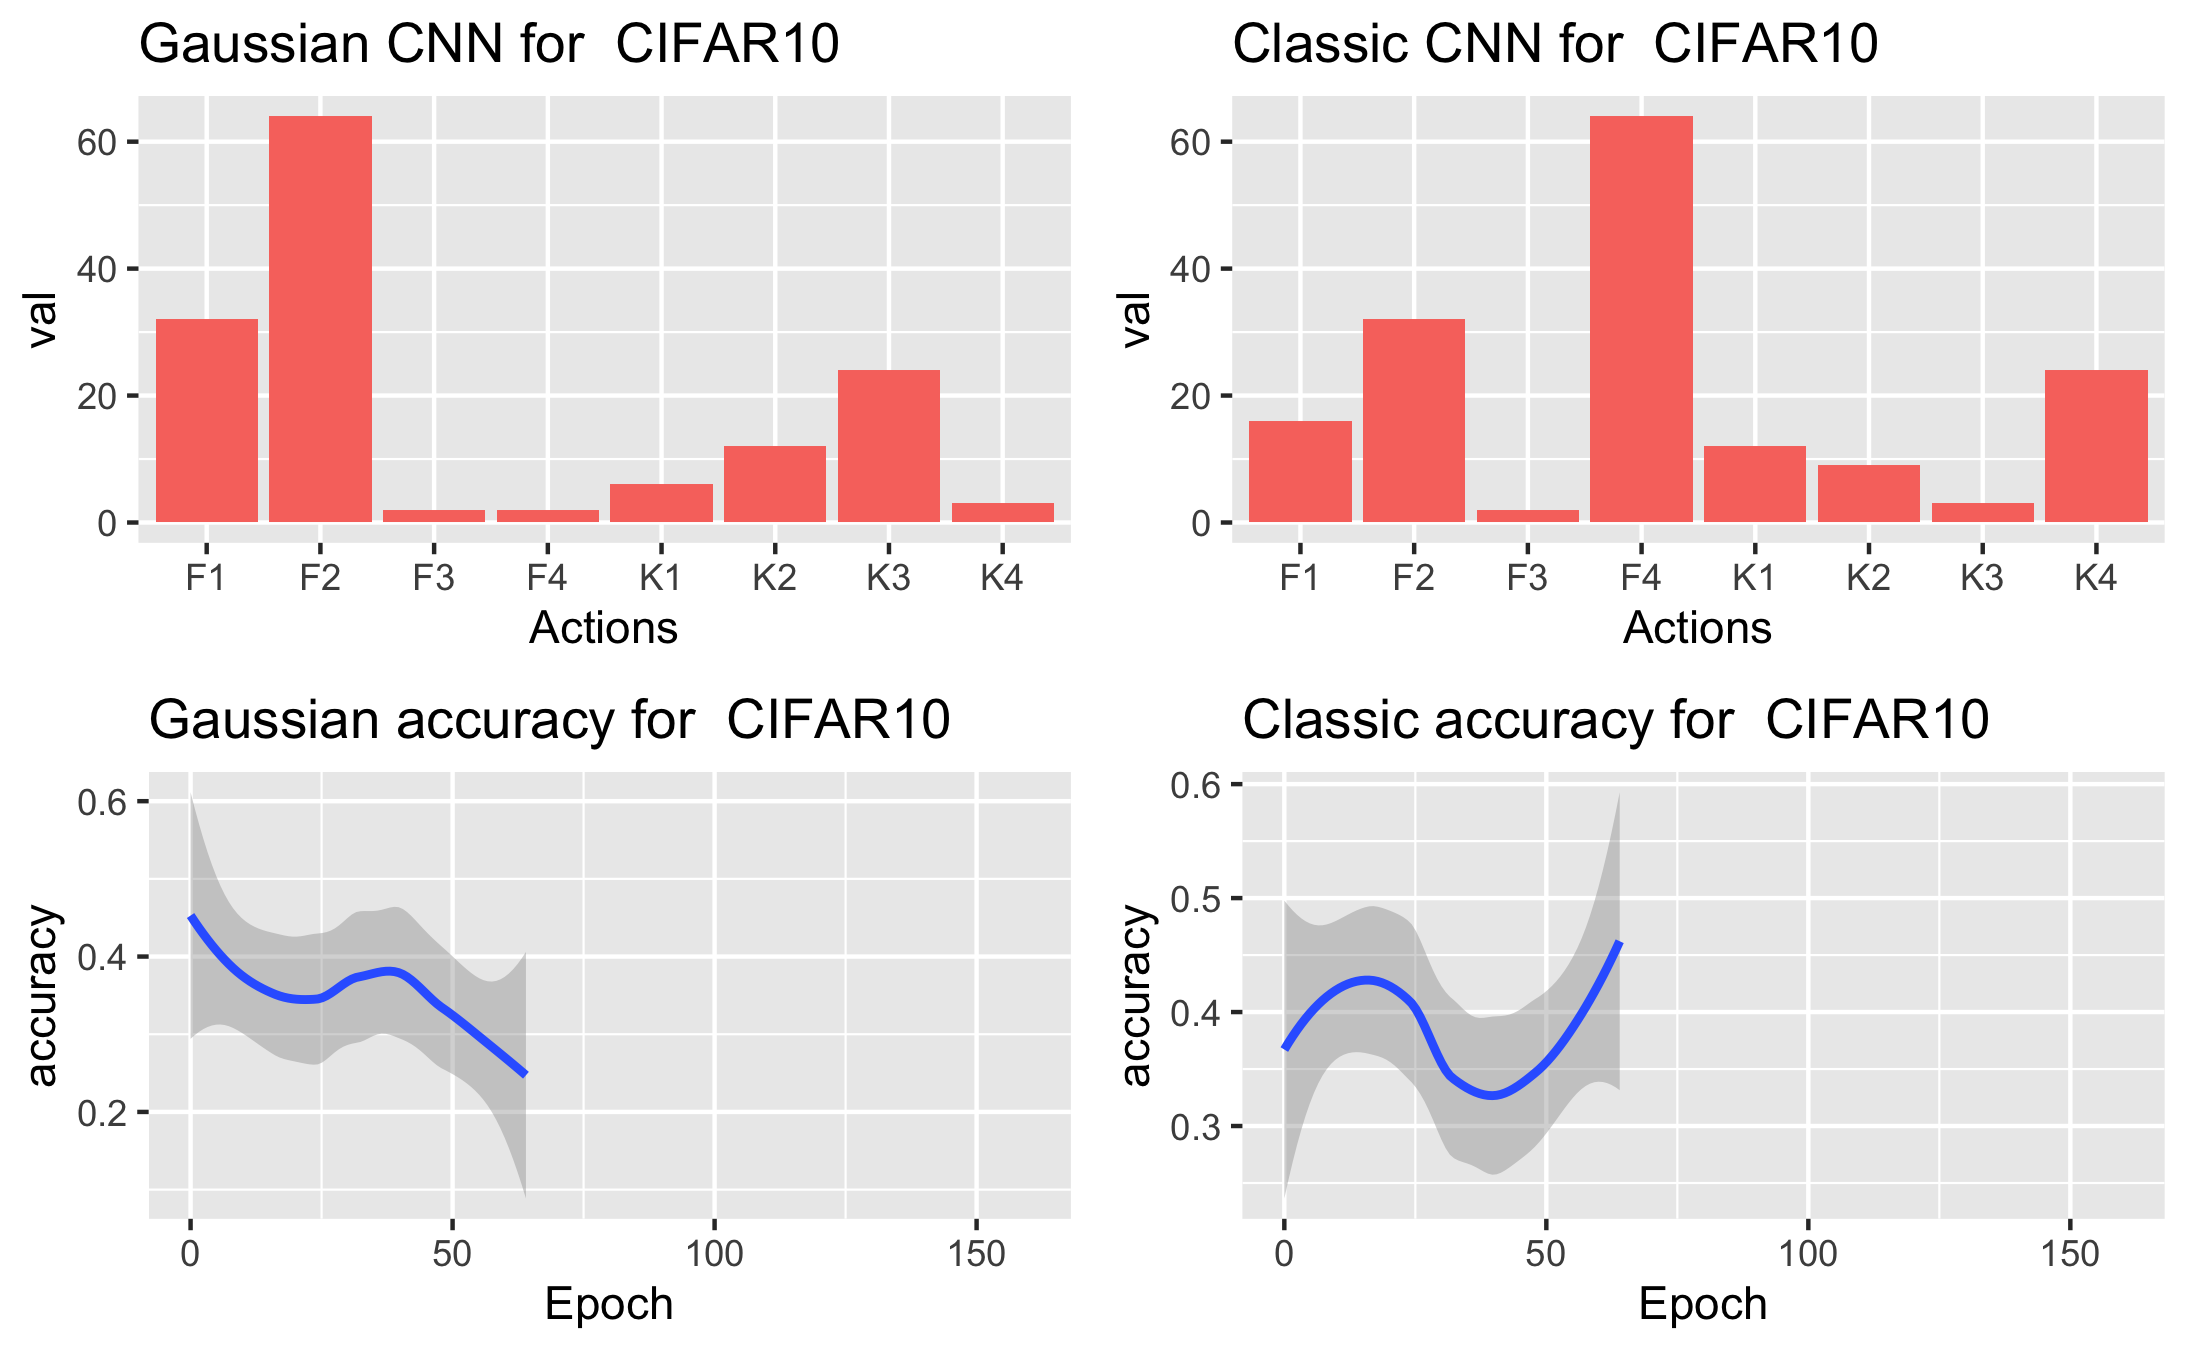 Gaussian CNN for  CIFAR10
60
40
20
0
val
F1 F2 F3 F4 K1 K2 K3 K4
Actions
Classic CNN for  CIFAR10
60
40
20
0
val
F1 F2 F3 F4 K1 K2 K3 K4
Actions
Gaussian accuracy for  CIFAR10
0.6
0.4
0.2
accuracy
0 50 100 150
Epoch
Classic accuracy for  CIFAR10
0.6
0.5
0.4
0.3
accuracy
0 50 100 150
Epoch